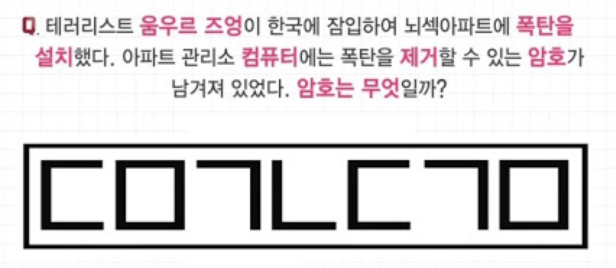 Q. 테러리스트 움우르 즈엉이 한국에 잠입하여 뇌섹아파트에 폭탄을
설치했다. 아파트 관리소 컴퓨터에는 폭탄을 제거할 수 있는 암호가
남겨져 있었다. 암호는 무엇일까?
ㄷㅁㄱㄴㄷㄱㅁ